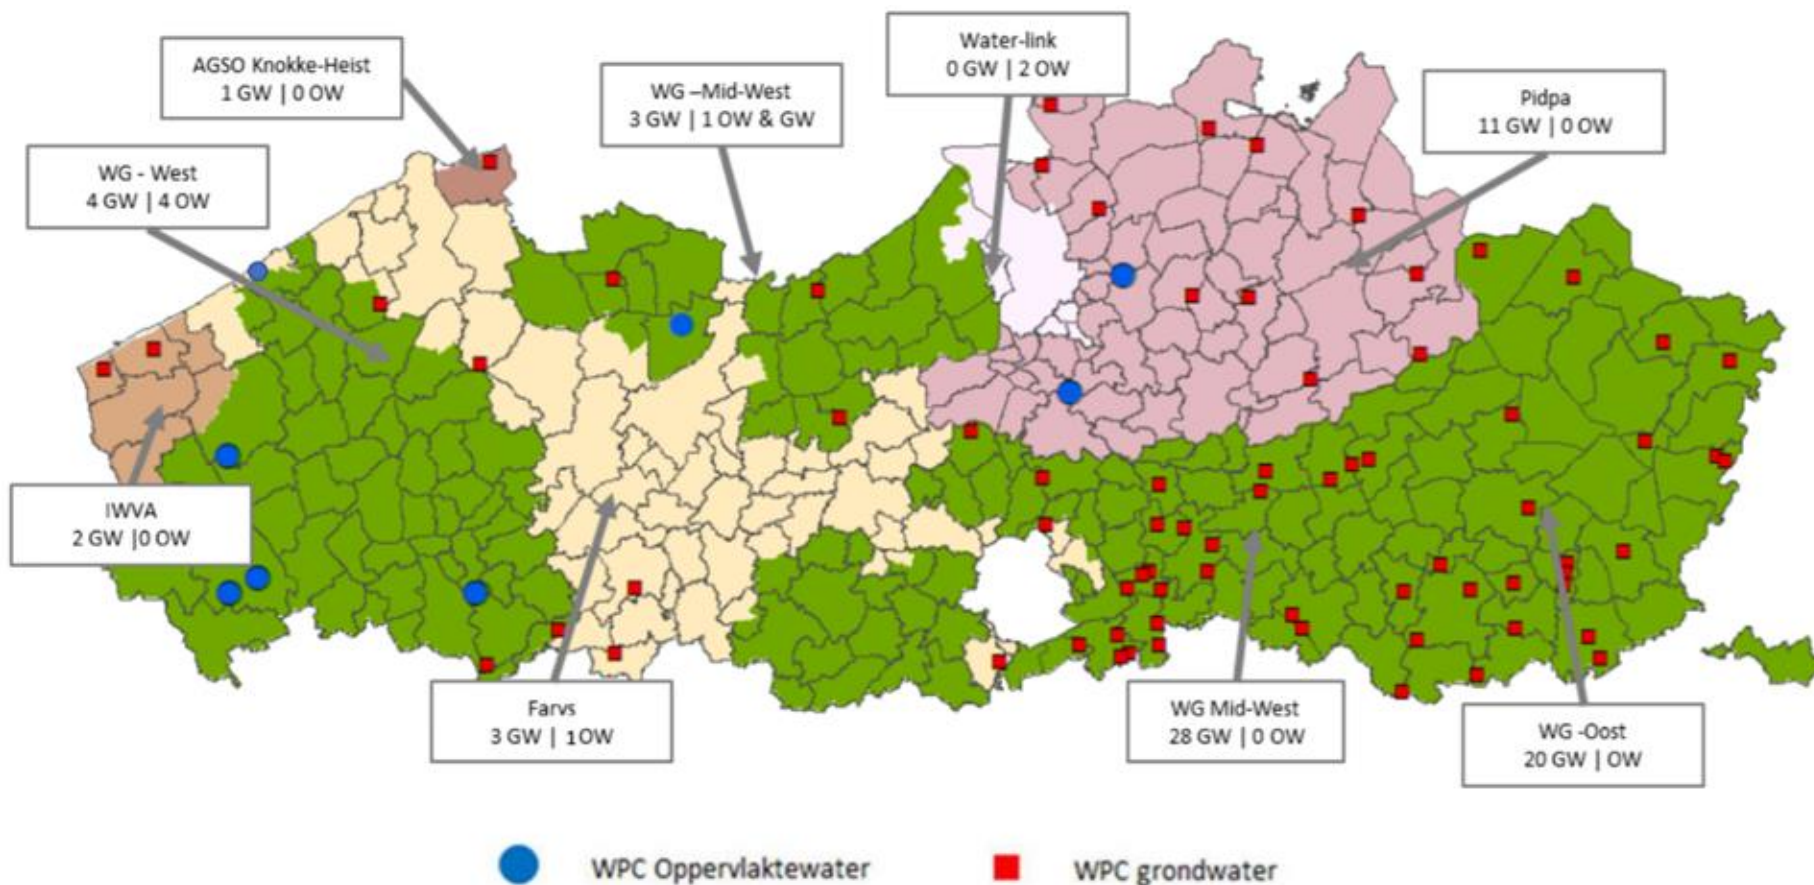 Water-link
0 GW | 2 OW
AGSO Knokke-Heist
1 GW | 0 OW
WG –Mid-West
3 GW | 1 OW & GW
Pidpa
11 GW | 0 OW
WG - West
4 GW | 4 OW
IWVA
2 GW |0 OW
Farvs
3 GW | 1OW
WG Mid-West
28 GW | 0 OW
WG -Oost
20 GW | OW
WPC Oppervlaktewater
WPC grondwater